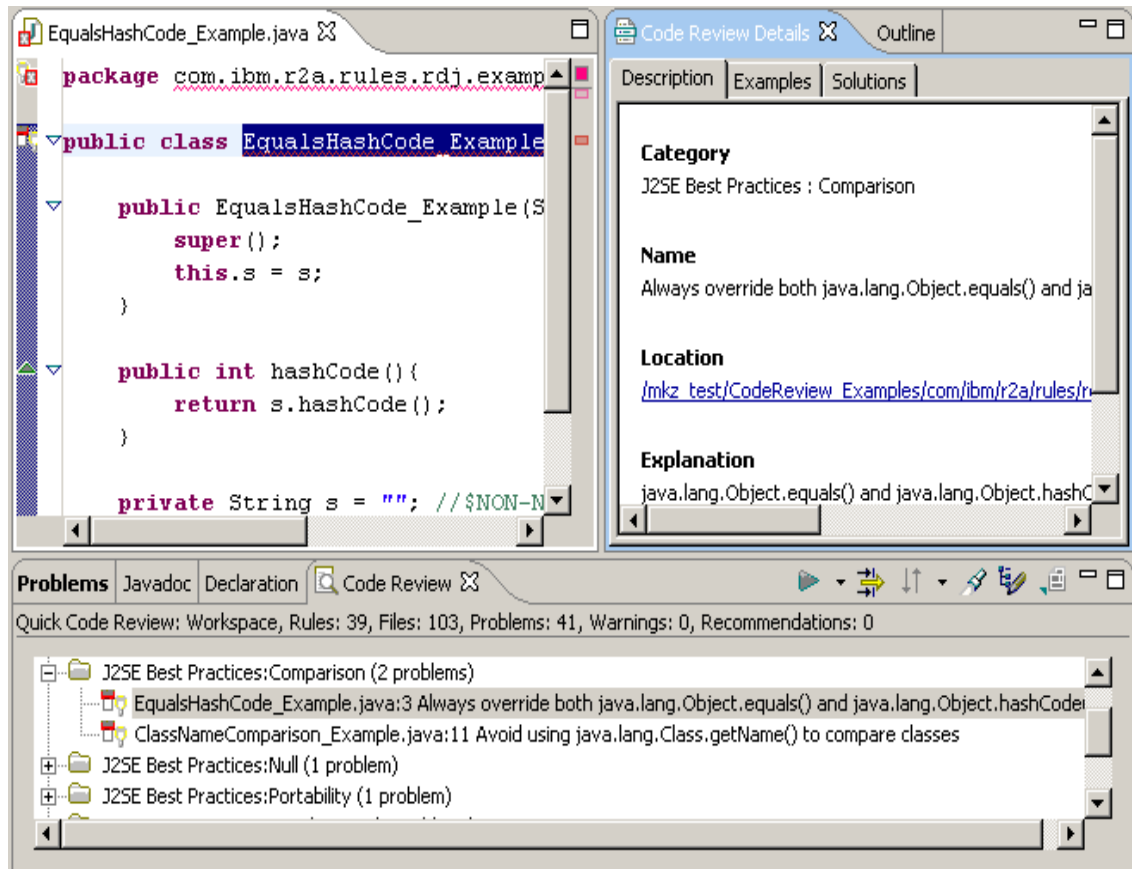 EqualsHashCode_Example.java
package com.ibm.r2a.rules.rdj.examp
public class EqualsHashCode_Example
public EqualsHashCode_Example(S
super();
this.s = s;
}
public int hashCode(){
return s.hashCode();
}
private String s = ""; //$NON-N
Code Review Details Outline
Description Examples Solutions
Category
J2SE Best Practices : Comparison
Name
Always override both java.lang.Object.equals() and ja
Location
/mkz_test/CodeReview_Examples/com/ibm/r2a/rules/r
Explanation
java.lang.Object.equals() and java.lang.Object.hashC
Problems Javadoc Declaration Code Review
Quick Code Review: Workspace, Rules: 39, Files: 103, Problems: 41, Warnings: 0, Recommendations: 0
J2SE Best Practices:Comparison (2 problems)
EqualsHashCode_Example.java:3 Always override both java.lang.Object.equals() and java.lang.Object.hashCode
ClassNameComparison_Example.java:11 Avoid using java.lang.Class.getName() to compare classes
J2SE Best Practices:Null (1 problem)
J2SE Best Practices:Portability (1 problem)